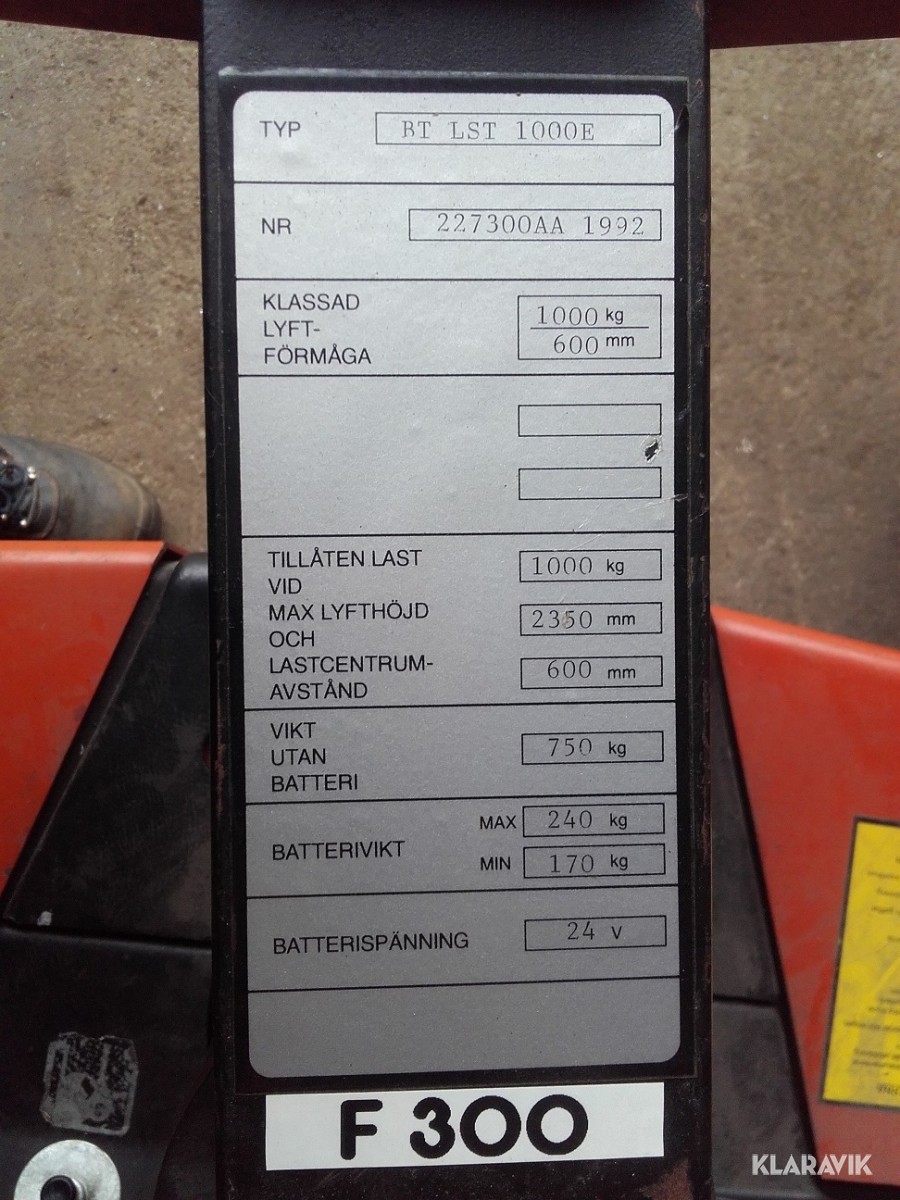 TYP BT LST 1000E
NR 227300AA 1992
KLASSAD
LYFT-
FÖRMÅGA
1000 kg
600 mm
TILLÅTEN LAST
VID
MAX LYFTHÖJD
OCH
LASTCENTRUM-
AVSTÅND
1000 kg
2350 mm
600 mm
VIKT
UTAN
BATTERI
750 kg
BATTERIVIKT
MAX 240 kg
MIN 170 kg
BATTERISPÄNNING 24 V
F 300
KLARAVIK